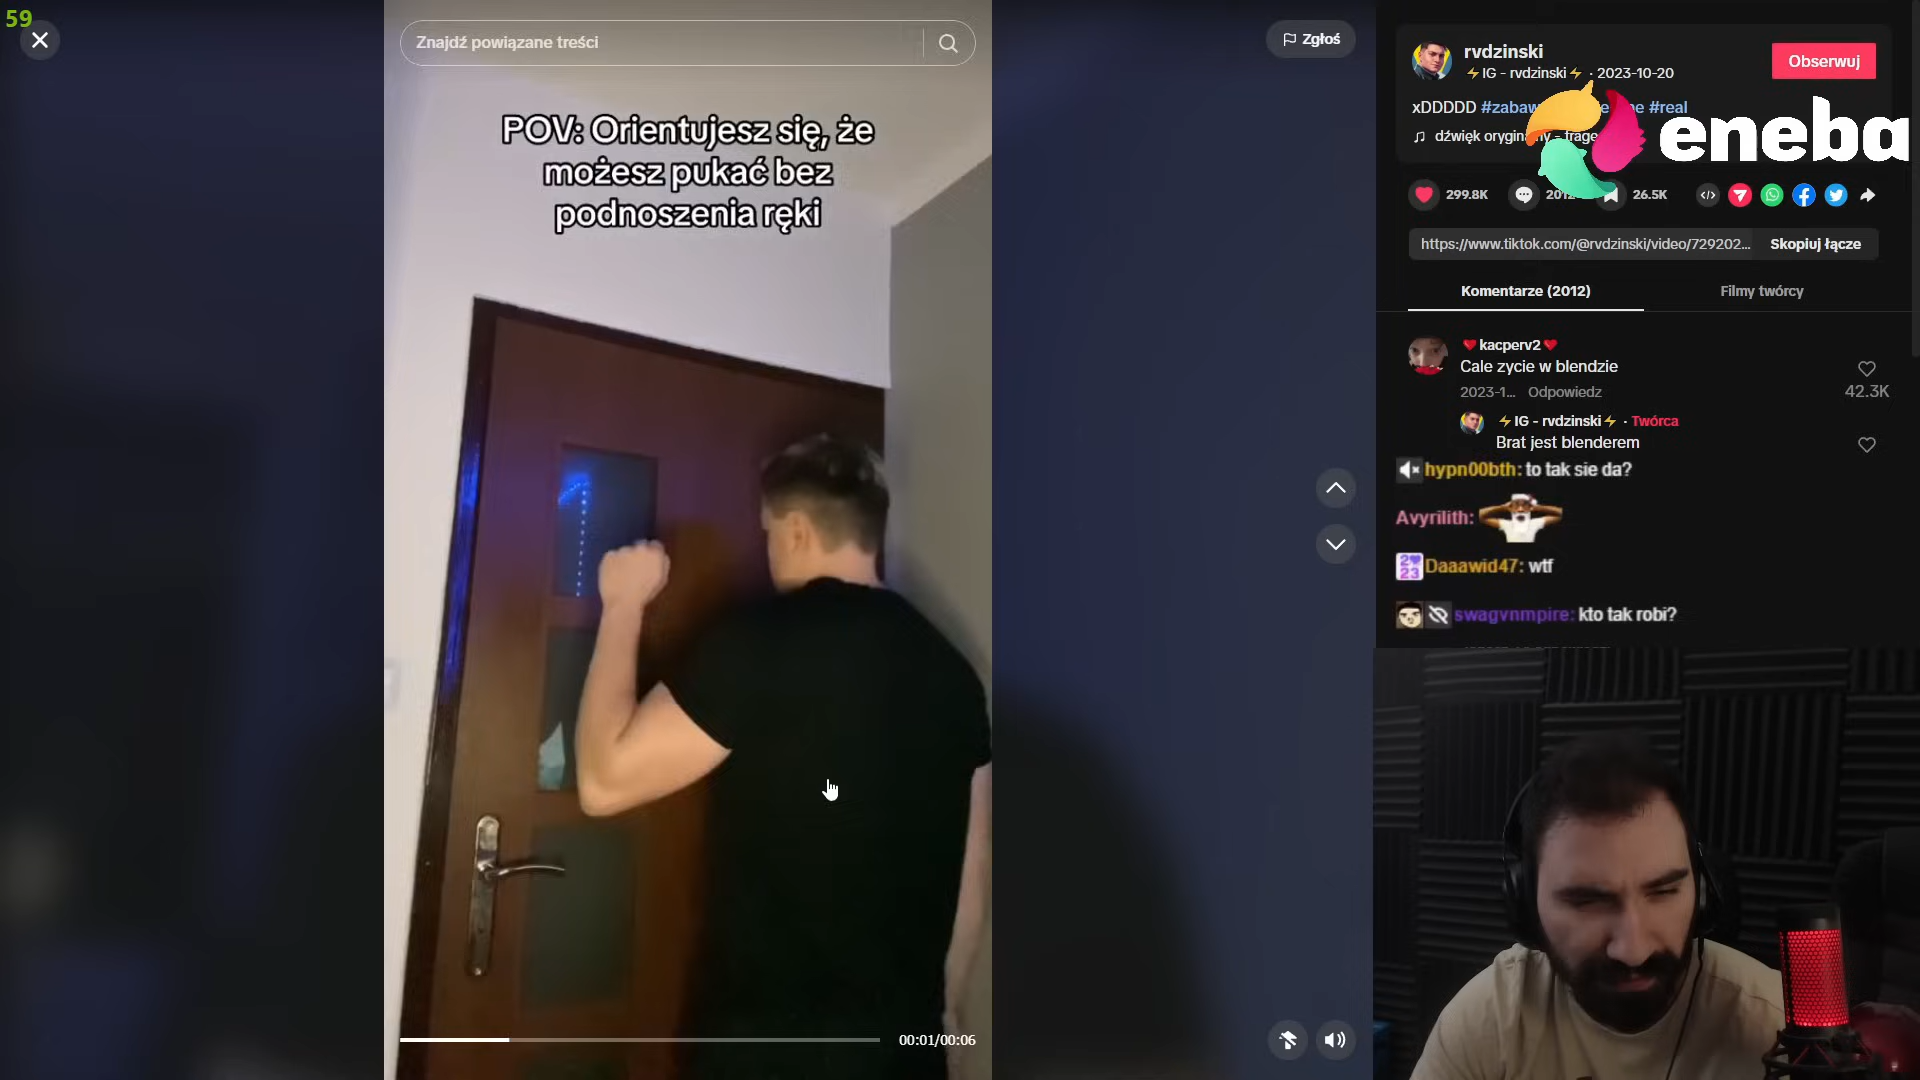 59
Znajdź powiązane treści
Zgłoś
POV: Orientujesz się, że
możesz pukać bez
podnoszenia ręki
00:01/00:06
rvdzinski
⚡IG - rvdzinski⚡ · 2023-10-20
Obserwuj
xDDDDD #real
eneba
299.8K
26.5K
https://www.tiktok.com/@rvdzinski/video/729202...
Skopiuj łącze
Komentarze (2012)
Filmy twórcy
❤️kacperv2❤️
Cale zycie w blendzie
2023-1... Odpowiedz
42.3K
⚡IG - rvdzinski⚡ · Twórca
Brat jest blenderem
hypn00bth: to tak sie da?
Avyrilith:
2023
Daaawid47: wtf
swagvnmpire: kto tak robi?